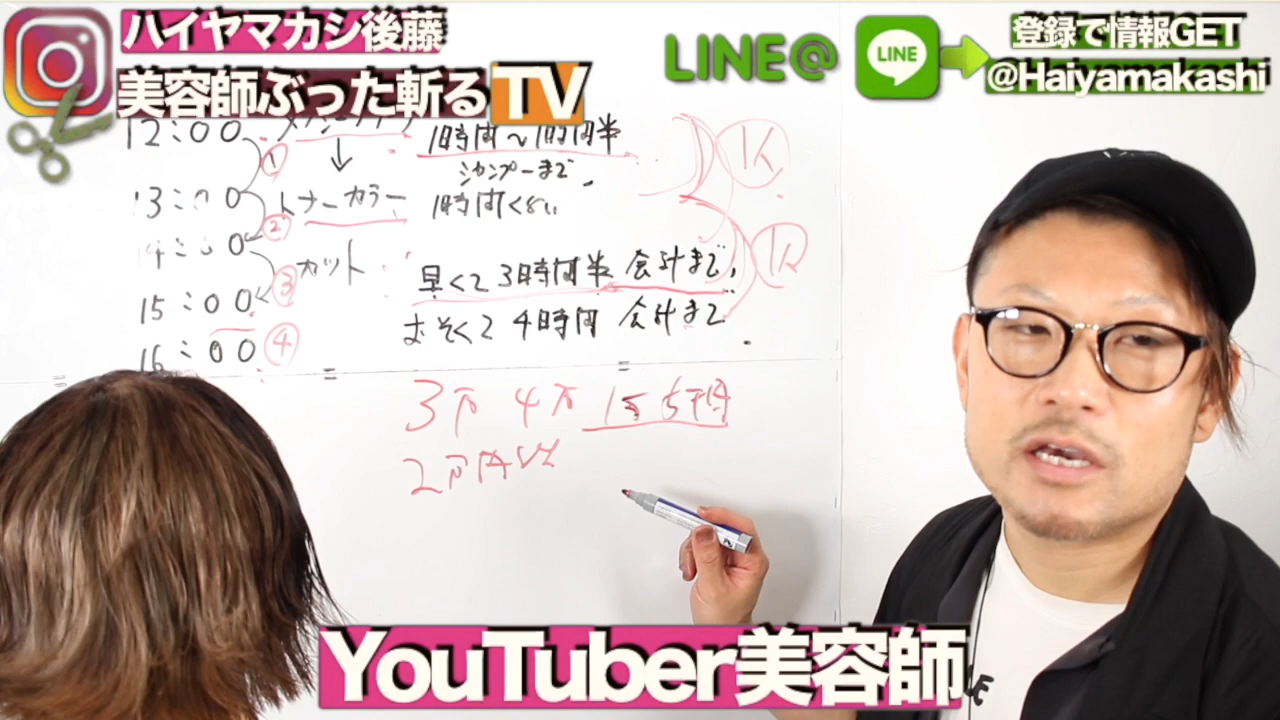 ハイヤマカシ後藤
美容師ぶった斬るTV
LINE@
LINE
登録で情報GET
@Haiyamakashi
12:00
1時間〜1時間半
シャンプーまで
①
↓
13:00
トナーカラー
1時間くらい
②
14:00
カット
③
早くて3時間半 会計まで
15:00
おそくて4時間 会計まで
16:00
④
3万 4万 1万5千円
2万円以
YouTuber美容師